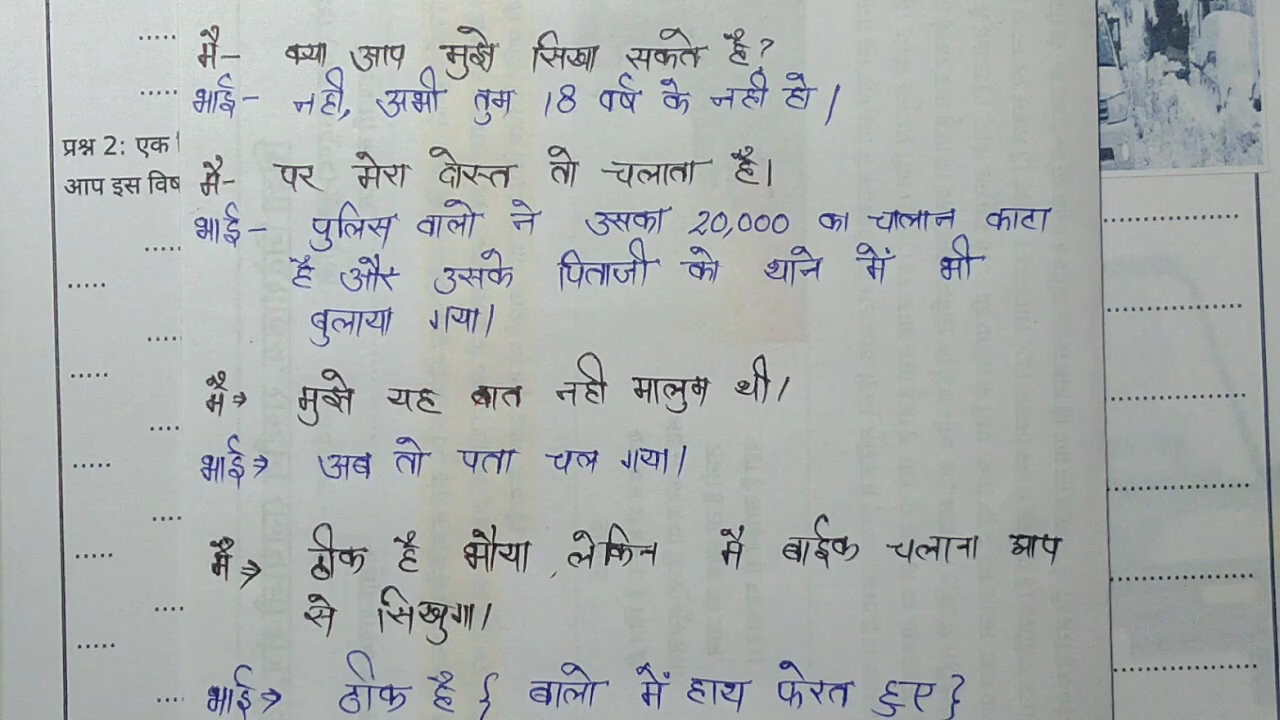 मै- क्या आप मुझे सिखा सकते है?
भाई- नही, अभी तुम 18 वर्ष के नही हो।
प्रश्न 2: एक
आप इस विष
मै- पर मेरा दोस्त तो चलाता है।
भाई- पुलिस वालो ने उसका 20,000 का चालान काटा
है और उसके पिताजी को थाने में भी
बुलाया गया।
मै→ मुझे यह बात नही मालुम थी।
भाई→ अब तो पता चल गया।
मै→ ठीक है भौया, लेकिन मै बाईक चलाना आप
से सिखुगा।
भाई→ ठीक है { बालो में हाथ फेरत हुए }